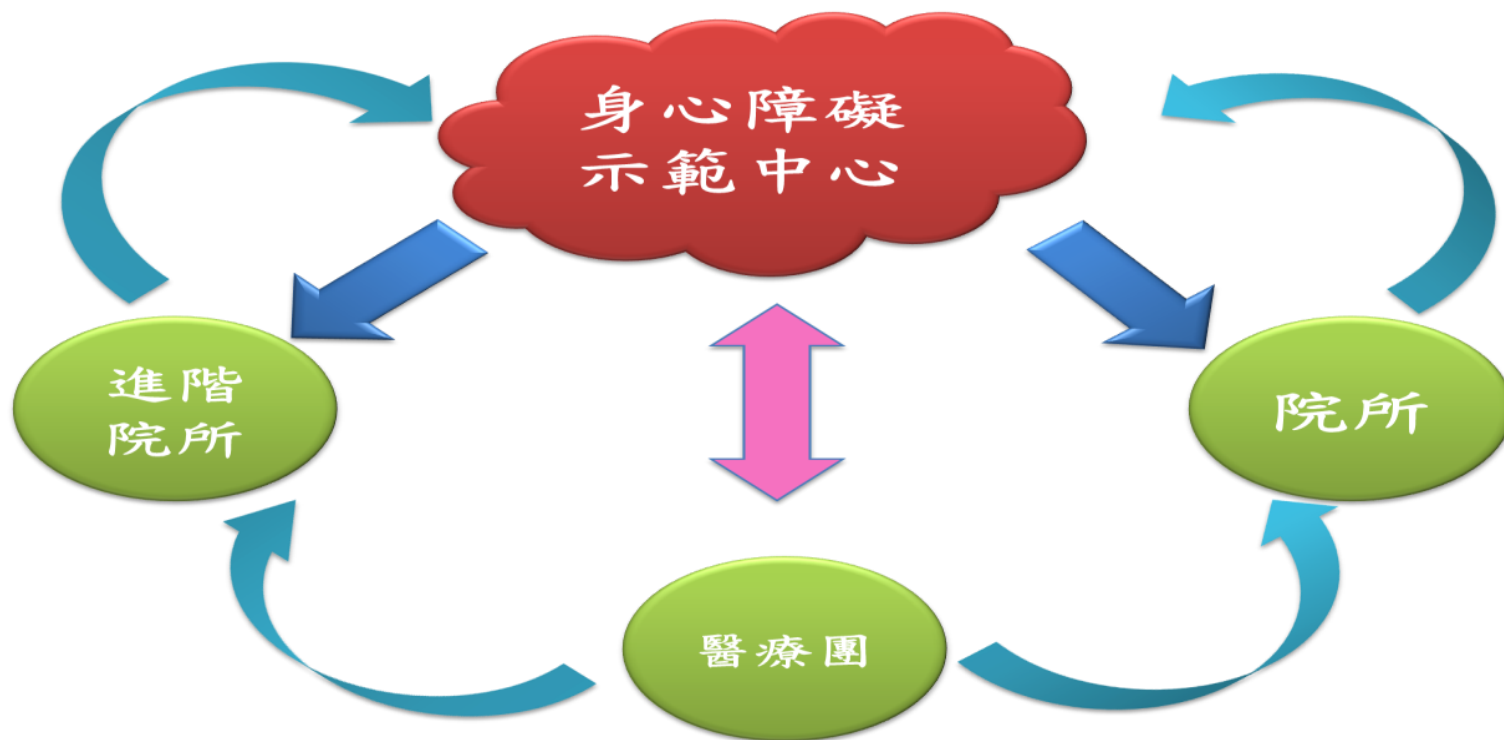 身心障礙
示範中心
進階
院所
院所
醫療團